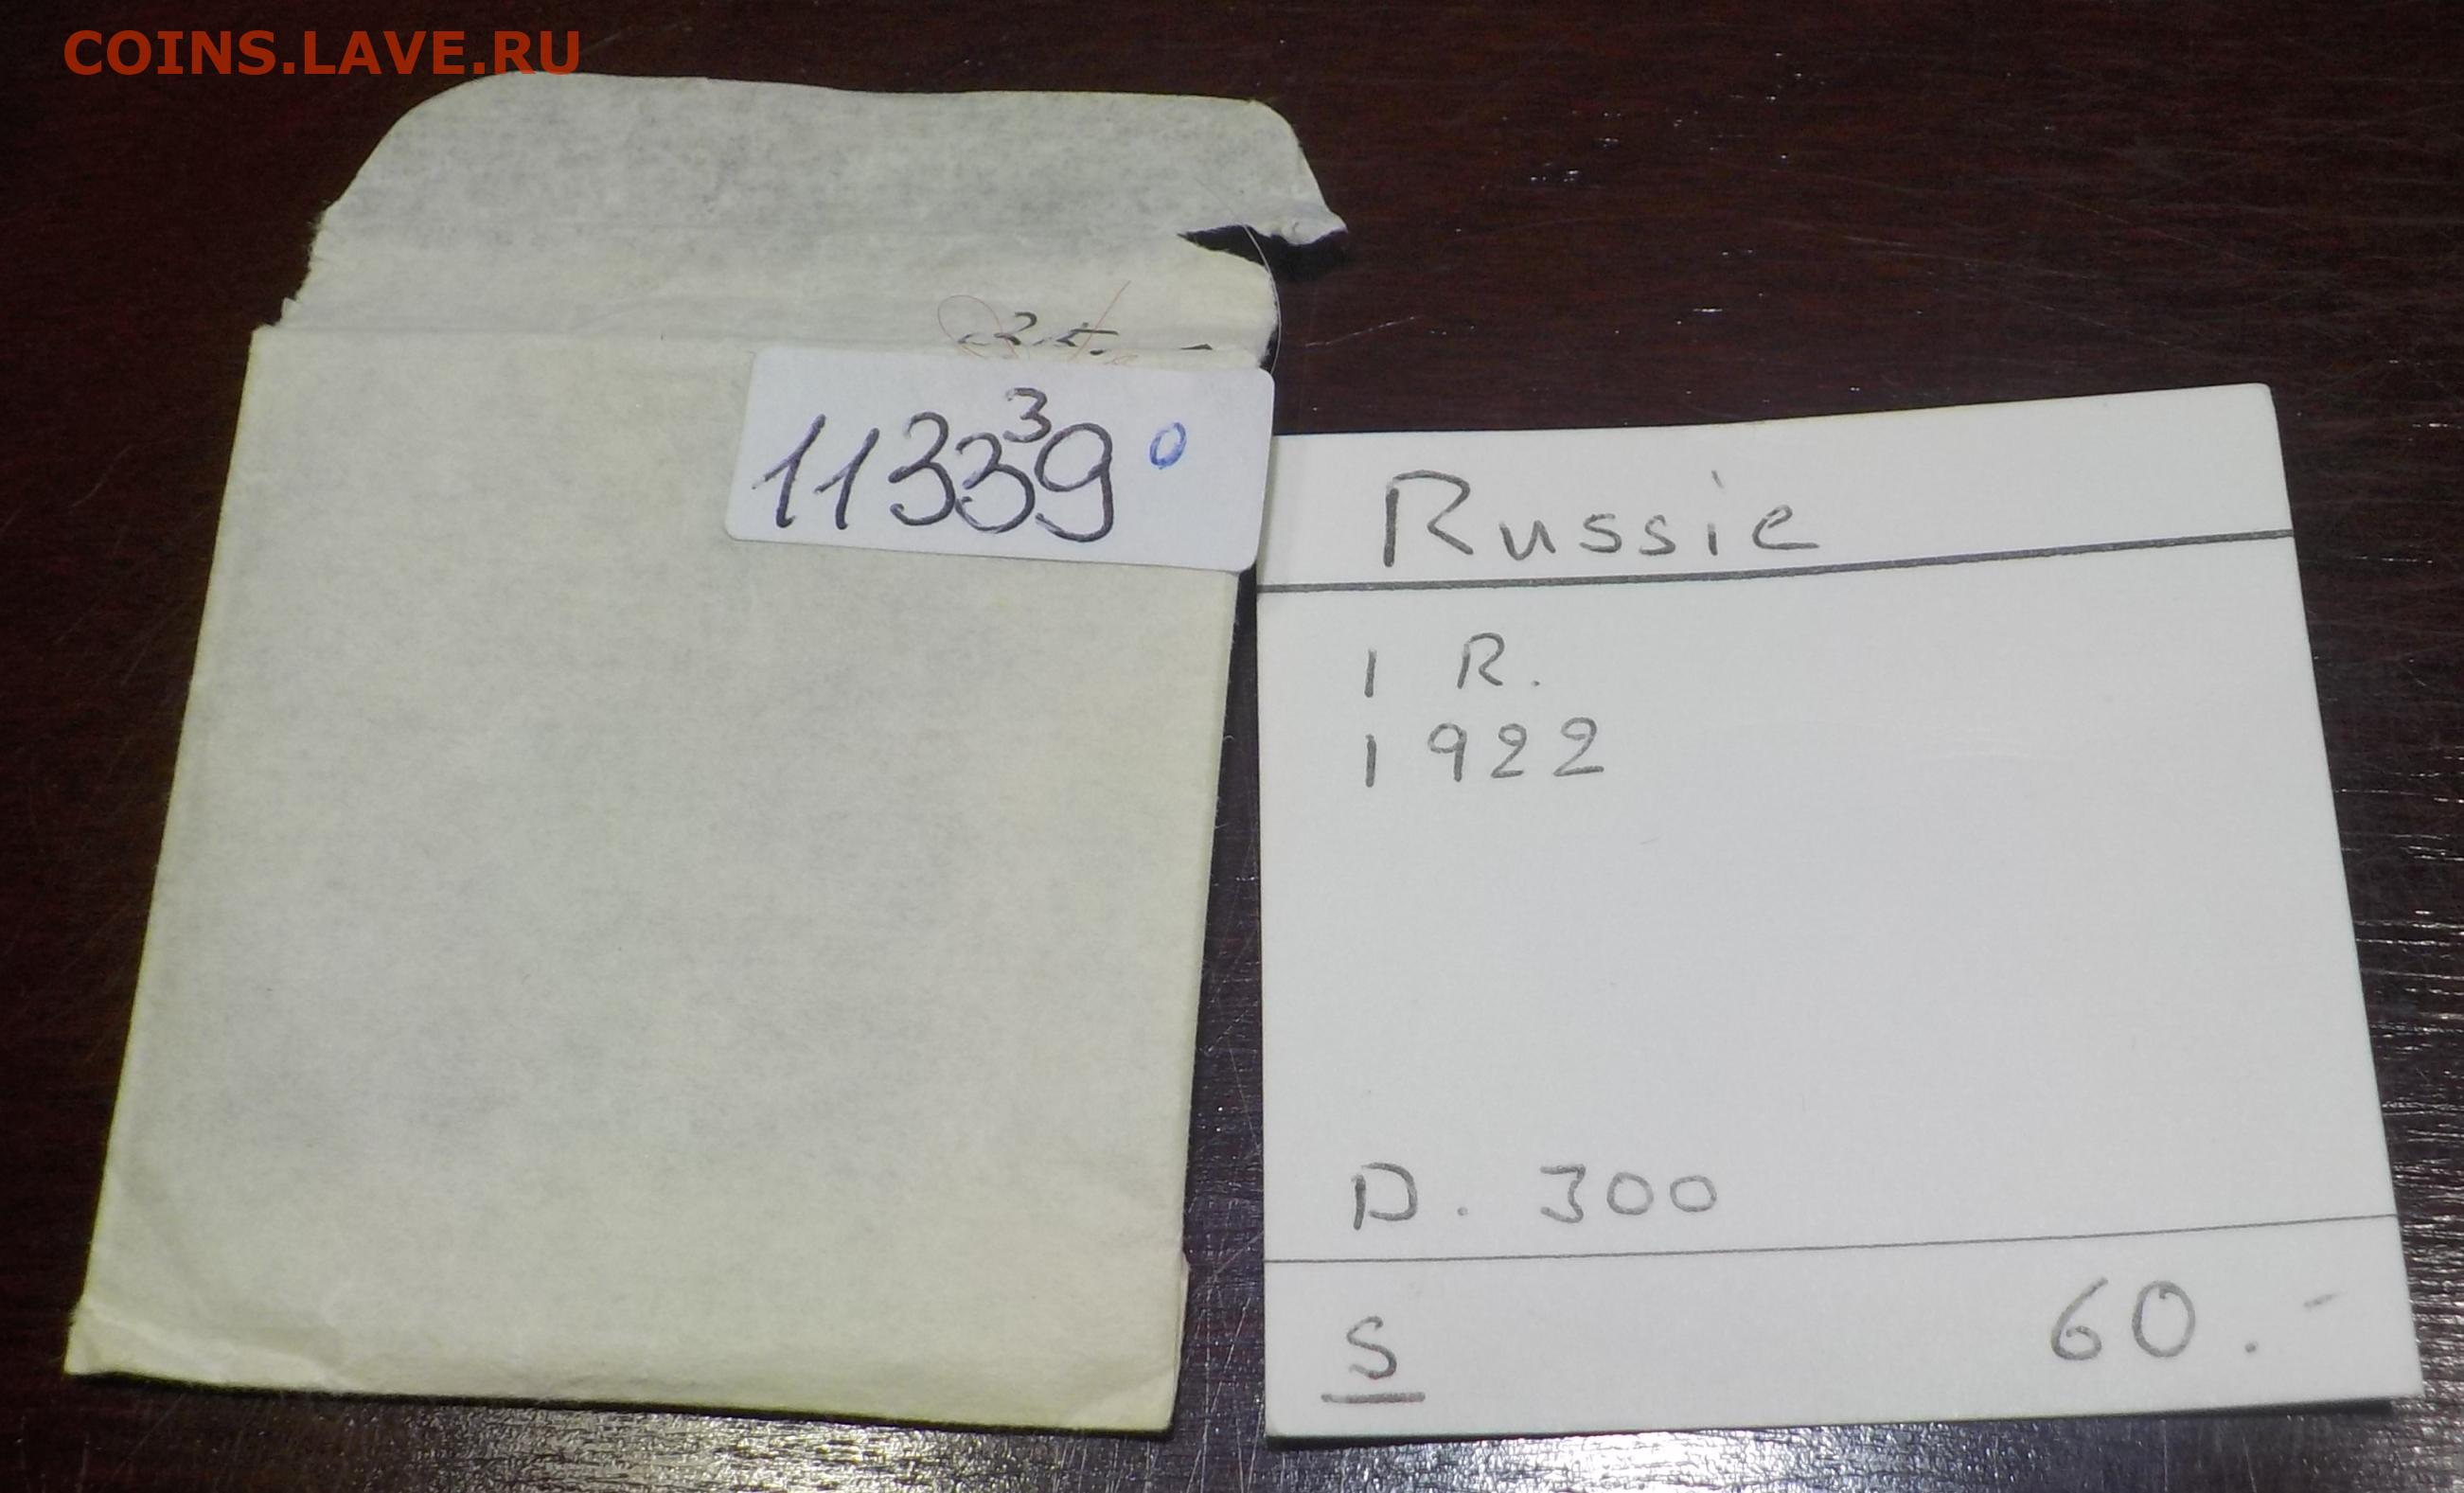 COINS.LAVE.RU
3
11339 0
Russie
1 R.
1922
D. 300
S 60.-